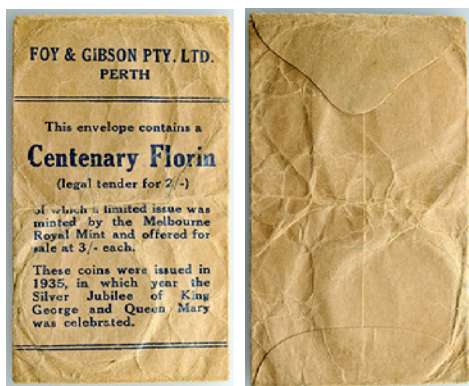 FOY & GIBSON PTY. LTD.
PERTH
This envelope contains a
Centenary Florin
(legal tender for 2/-)
of which a limited issue was
minted by the Melbourne
Royal Mint and offered for
sale at 3/- each.
These coins were issued in
1935, in which year the
Silver Jubilee of King
George and Queen Mary
was celebrated.